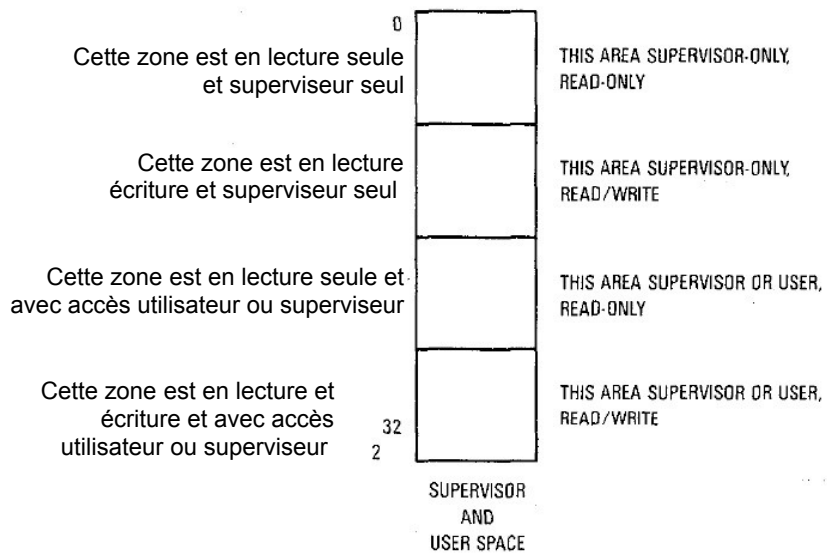 0
Cette zone est en lecture seule
et superviseur seul
THIS AREA SUPERVISOR-ONLY,
READ-ONLY
Cette zone est en lecture
écriture et superviseur seul
THIS AREA SUPERVISOR-ONLY,
READ/WRITE
Cette zone est en lecture seule et
avec accès utilisateur ou superviseur
THIS AREA SUPERVISOR OR USER,
READ-ONLY
Cette zone est en lecture et
écriture et avec accès
utilisateur ou superviseur
THIS AREA SUPERVISOR OR USER,
READ/WRITE
32
2
SUPERVISOR
AND
USER SPACE